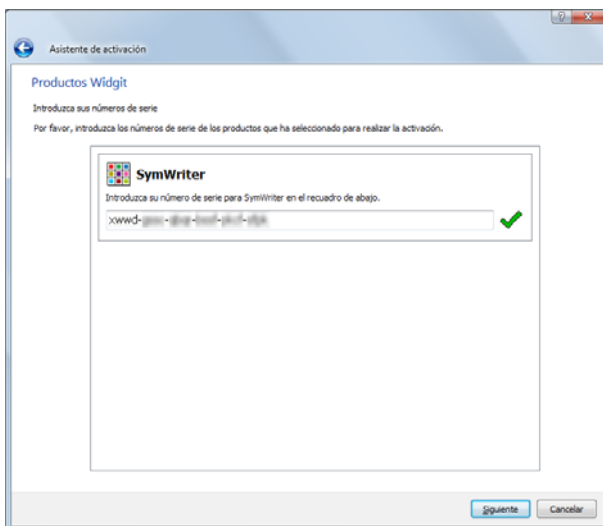 Asistente de activación
Productos Widgit
Introduzca sus números de serie
Por favor, introduzca los números de serie de los productos que ha seleccionado para realizar la activación.
SymWriter
Introduzca su número de serie para SymWriter en el recuadro de abajo.
xwwd-
Siguiente
Cancelar